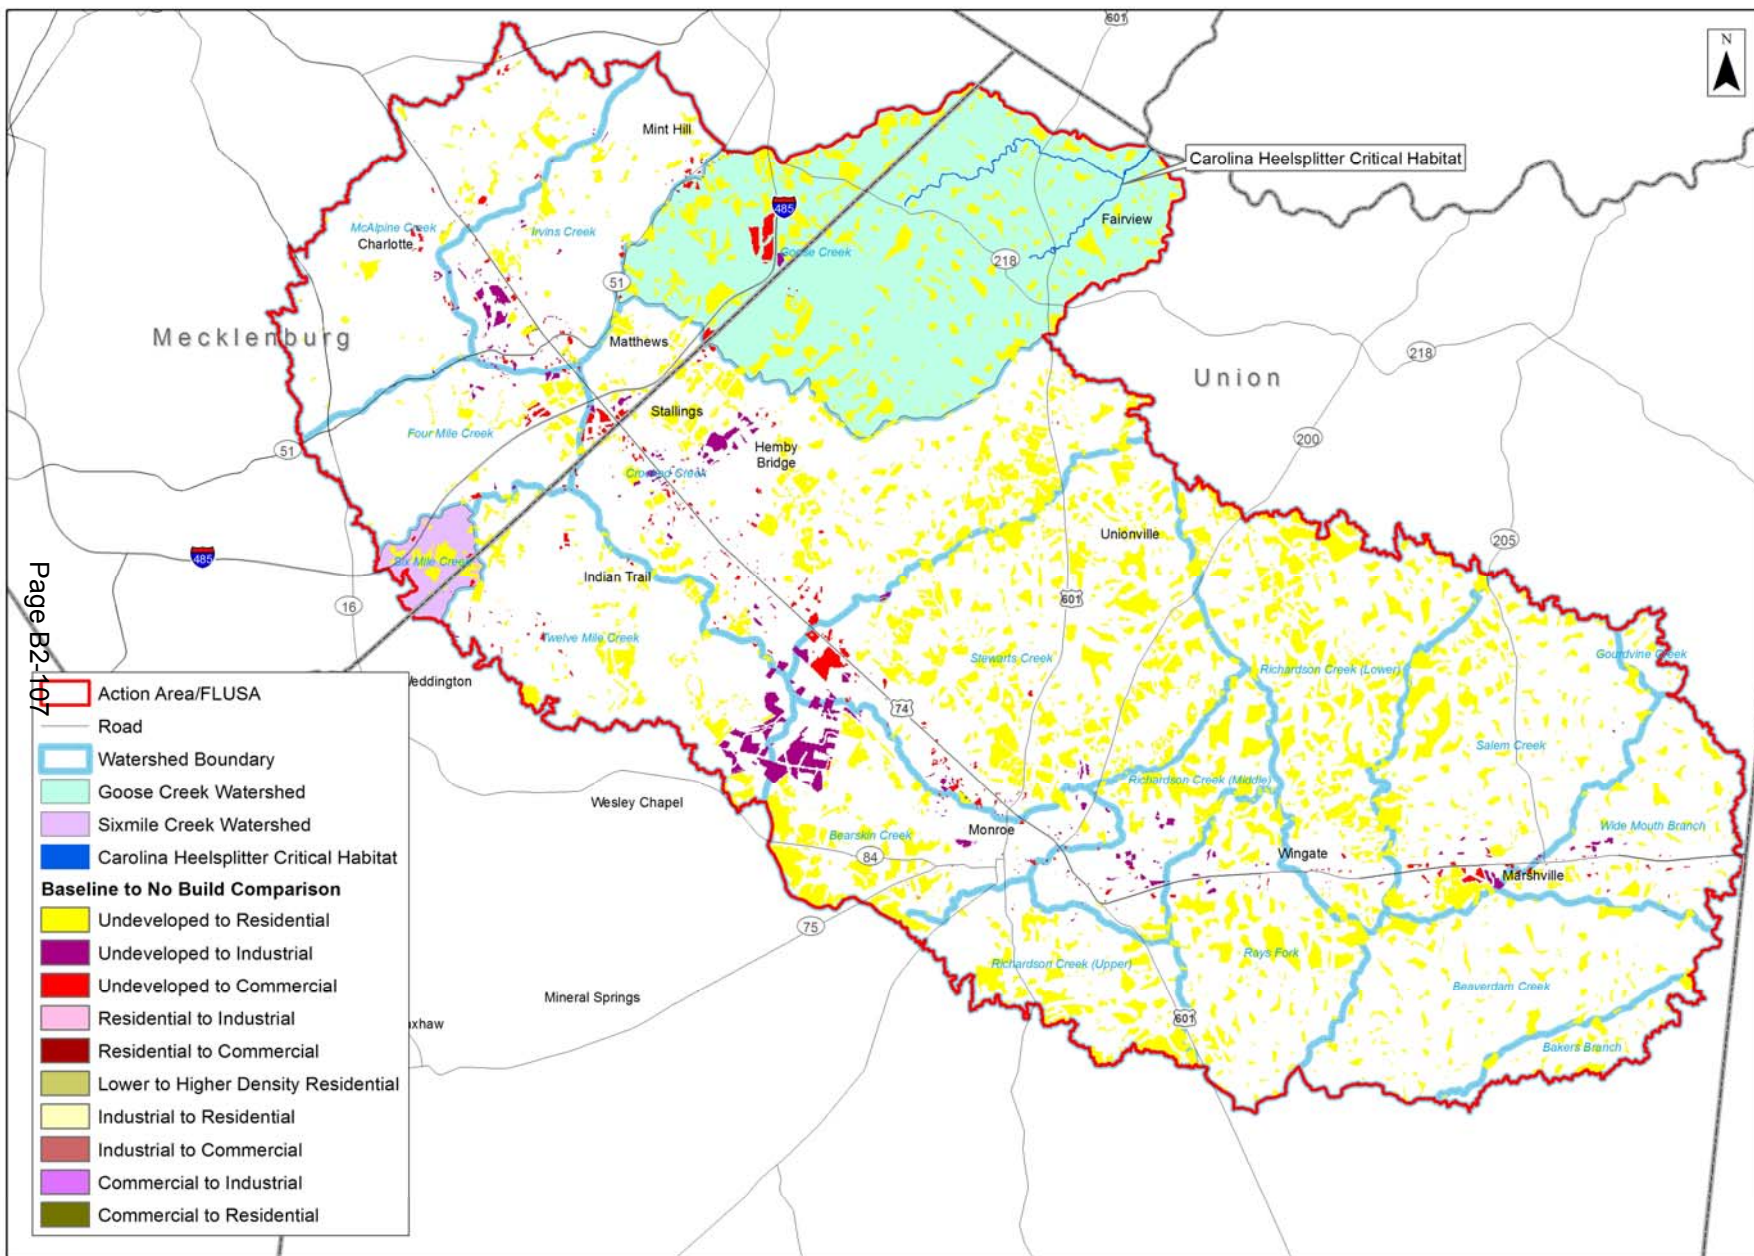 601
N
Mint Hill
Carolina Heelsplitter Critical Habitat
485
McAlpine Creek
Charlotte
Irvins Creek
Fairview
Goose Creek
218
51
Mecklenburg
Matthews
218
Union
Stallings
Four Mile Creek
200
51
Hemby
Bridge
Crooked Creek
Unionville
205
485
Six Mile Creek
Indian Trail
601
16
Twelve Mile Creek
Stewarts Creek
Richardson Creek (Lower)
Gourdvine Creek
Page B2-107
eddington
74
Salem Creek
Richardson Creek (Middle)
Wesley Chapel
Bearskin Creek
Monroe
Wide Mouth Branch
84
Wingate
Marshville
75
Richardson Creek (Upper)
Rays Fork
Beaverdam Creek
Mineral Springs
601
axhaw
Bakers Branch
Action Area/FLUSA
Road
Watershed Boundary
Goose Creek Watershed
Sixmile Creek Watershed
Carolina Heelsplitter Critical Habitat
Baseline to No Build Comparison
Undeveloped to Residential
Undeveloped to Industrial
Undeveloped to Commercial
Residential to Industrial
Residential to Commercial
Lower to Higher Density Residential
Industrial to Residential
Industrial to Commercial
Commercial to Industrial
Commercial to Residential